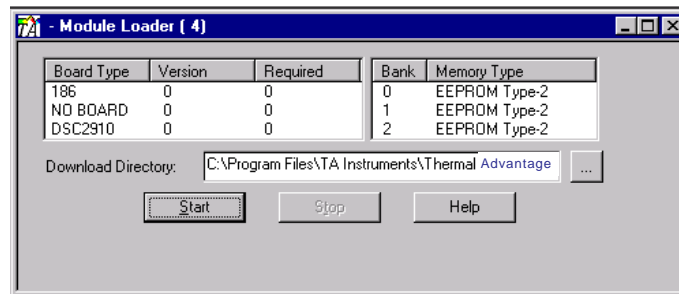 TA - Module Loader ( 4)
Board Type Version Required
186 0 0
NO BOARD 0 0
DSC2910 0 0
Bank Memory Type
0 EEPROM Type-2
1 EEPROM Type-2
2 EEPROM Type-2
Download Directory: C:\Program Files\TA Instruments\Thermal Advantage ...
Start Stop Help